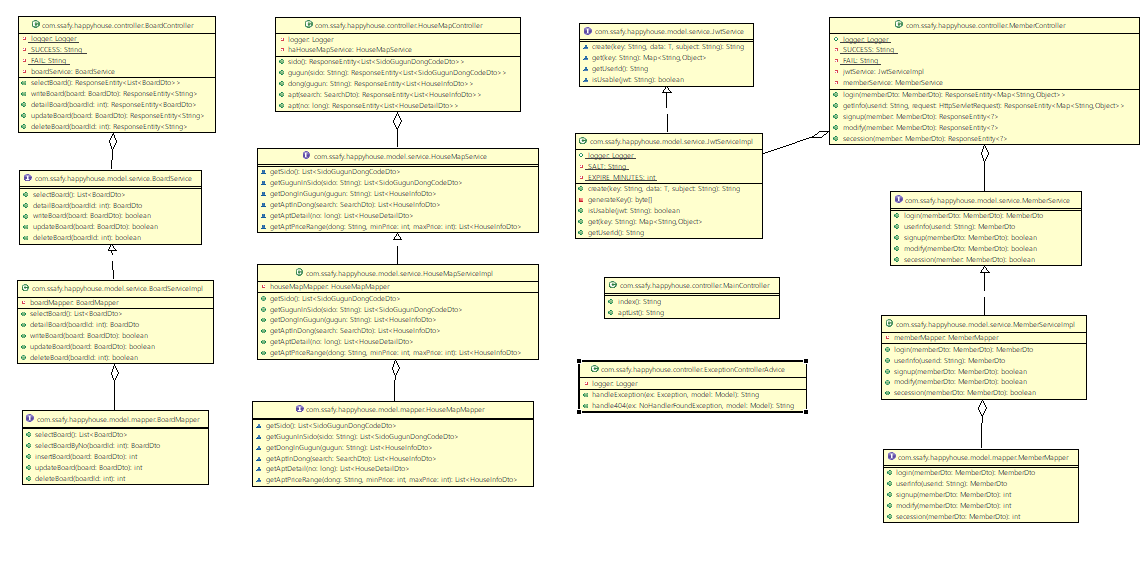 com.ssafy.happyhouse.controller.BoardController
logger: Logger
SUCCESS: String
FAIL: String
boardService: BoardService
selectBoard(): ResponseEntity<List<BoardDto>>
writeBoard(board: BoardDto): ResponseEntity<String>
detailBoard(boardId: int): ResponseEntity<BoardDto>
updateBoard(board: BoardDto): ResponseEntity<String>
deleteBoard(boardId: int): ResponseEntity<String>
com.ssafy.happyhouse.model.service.BoardService
selectBoard(): List<BoardDto>
detailBoard(boardId: int): BoardDto
writeBoard(board: BoardDto): boolean
updateBoard(board: BoardDto): boolean
deleteBoard(boardId: int): boolean
com.ssafy.happyhouse.model.service.BoardServiceImpl
boardMapper: BoardMapper
selectBoard(): List<BoardDto>
detailBoard(boardId: int): BoardDto
writeBoard(board: BoardDto): boolean
updateBoard(board: BoardDto): boolean
deleteBoard(boardId: int): boolean
com.ssafy.happyhouse.model.mapper.BoardMapper
selectBoard(): List<BoardDto>
selectBoardByNo(boardId: int): BoardDto
insertBoard(board: BoardDto): int
updateBoard(board: BoardDto): int
deleteBoard(boardId: int): int
com.ssafy.happyhouse.controller.HouseMapController
logger: Logger
haHouseMapService: HouseMapService
sido(): ResponseEntity<List<SidoGugunDongCodeDto>>
gugun(sido: String): ResponseEntity<List<SidoGugunDongCodeDto>>
dong(gugun: String): ResponseEntity<List<HouseInfoDto>>
apt(search: SearchDto): ResponseEntity<List<HouseInfoDto>>
apt(no: long): ResponseEntity<List<HouseDetailDto>>
com.ssafy.happyhouse.model.service.HouseMapService
getSido(): List<SidoGugunDongCodeDto>
getGugunInSido(sido: String): List<SidoGugunDongCodeDto>
getDongInGugun(gugun: String): List<HouseInfoDto>
getAptInDong(search: SearchDto): List<HouseInfoDto>
getAptDetail(no: long): List<HouseDetailDto>
getAptPriceRange(dong: String, minPrice: int, maxPrice: int): List<HouseInfoDto>
com.ssafy.happyhouse.model.service.HouseMapServiceImpl
houseMapMapper: HouseMapMapper
getSido(): List<SidoGugunDongCodeDto>
getGugunInSido(sido: String): List<SidoGugunDongCodeDto>
getDongInGugun(gugun: String): List<HouseInfoDto>
getAptInDong(search: SearchDto): List<HouseInfoDto>
getAptDetail(no: long): List<HouseDetailDto>
getAptPriceRange(dong: String, minPrice: int, maxPrice: int): List<HouseInfoDto>
com.ssafy.happyhouse.model.mapper.HouseMapMapper
getSido(): List<SidoGugunDongCodeDto>
getGugunInSido(sido: String): List<SidoGugunDongCodeDto>
getDongInGugun(gugun: String): List<HouseInfoDto>
getAptInDong(search: SearchDto): List<HouseInfoDto>
getAptDetail(no: long): List<HouseDetailDto>
getAptPriceRange(dong: String, minPrice: int, maxPrice: int): List<HouseInfoDto>
com.ssafy.happyhouse.model.service.JwtService
create(key: String, data: T, subject: String): String
get(key: String): Map<String,Object>
getUserid(): String
isUsable(jwt: String): boolean
com.ssafy.happyhouse.model.service.JwtServiceImpl
logger: Logger
SALT: String
EXPIRE_MINUTES: int
create(key: String, data: T, subject: String): String
generateKey(): byte[]
isUsable(jwt: String): boolean
get(key: String): Map<String,Object>
getUserid(): String
com.ssafy.happyhouse.controller.MainController
index(): String
aptList(): String
com.ssafy.happyhouse.controller.ExceptionControllerAdvice
logger: Logger
handleException(ex: Exception, model: Model): String
handle404(ex: NoHandlerFoundException, model: Model): String
com.ssafy.happyhouse.controller.MemberController
logger: Logger
SUCCESS: String
FAIL: String
jwtService: JwtServiceImpl
memberService: MemberService
login(memberDto: MemberDto): ResponseEntity<Map<String,Object>>
getInfo(userid: String, request: HttpServletRequest): ResponseEntity<Map<String,Object>>
signup(memberDto: MemberDto): ResponseEntity<?>
modify(memberDto: MemberDto): ResponseEntity<?>
secession(member: MemberDto): ResponseEntity<?>
com.ssafy.happyhouse.model.service.MemberService
login(memberDto: MemberDto): MemberDto
userInfo(userid: String): MemberDto
signup(memberDto: MemberDto): boolean
modify(memberDto: MemberDto): boolean
secession(memberDto: MemberDto): boolean
com.ssafy.happyhouse.model.service.MemberServiceImpl
memberMapper: MemberMapper
login(memberDto: MemberDto): MemberDto
userInfo(userid: String): MemberDto
signup(memberDto: MemberDto): boolean
modify(memberDto: MemberDto): boolean
secession(memberDto: MemberDto): boolean
com.ssafy.happyhouse.model.mapper.MemberMapper
login(memberDto: MemberDto): MemberDto
userInfo(userid: String): MemberDto
signup(memberDto: MemberDto): int
modify(memberDto: MemberDto): int
secession(memberDto: MemberDto): int